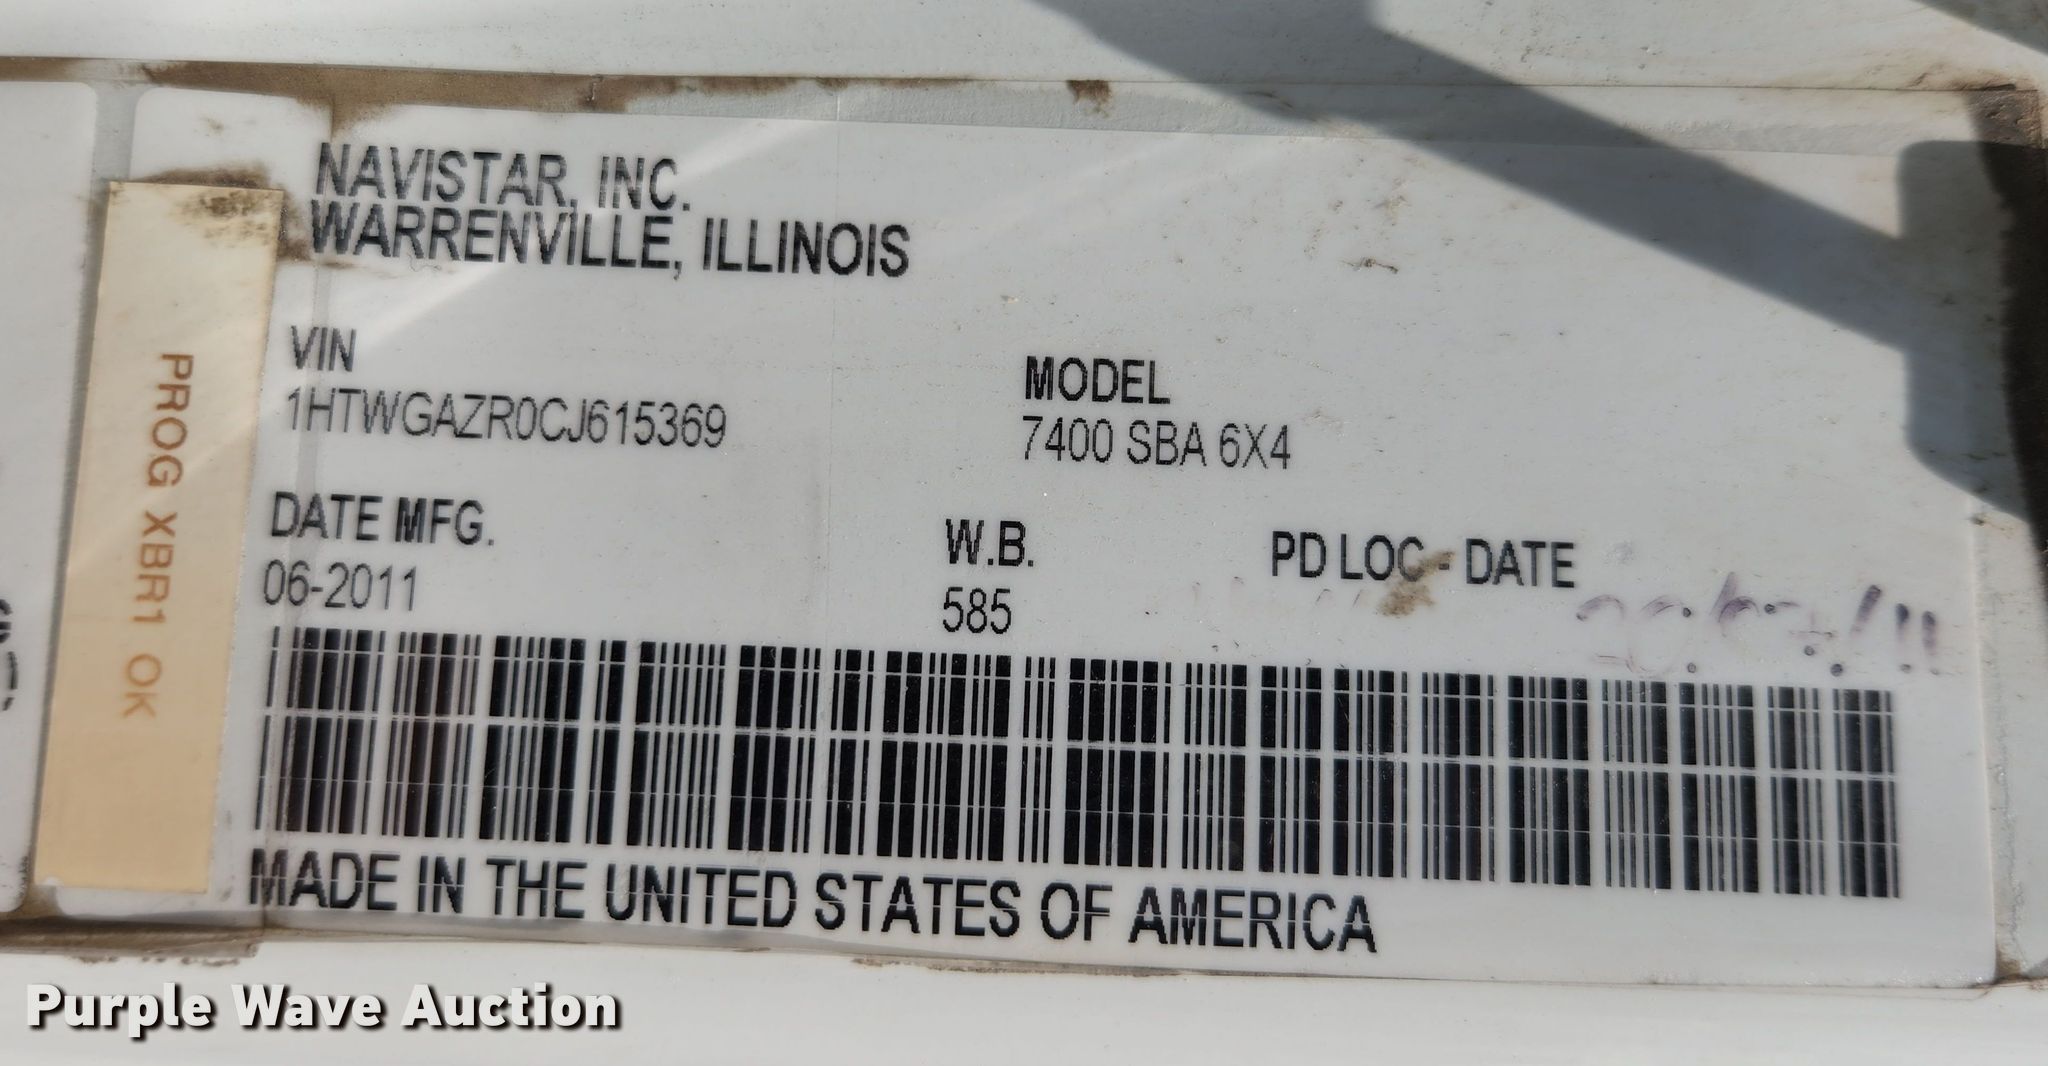 NAVISTAR, INC.
WARRENVILLE, ILLINOIS
VIN
1HTWGAZR0CJ615369
MODEL
7400 SBA 6X4
DATE MFG.
06-2011
W.B.
585
PD LOC - DATE
MADE IN THE UNITED STATES OF AMERICA
PROG XBR1 OK
Purple Wave Auction